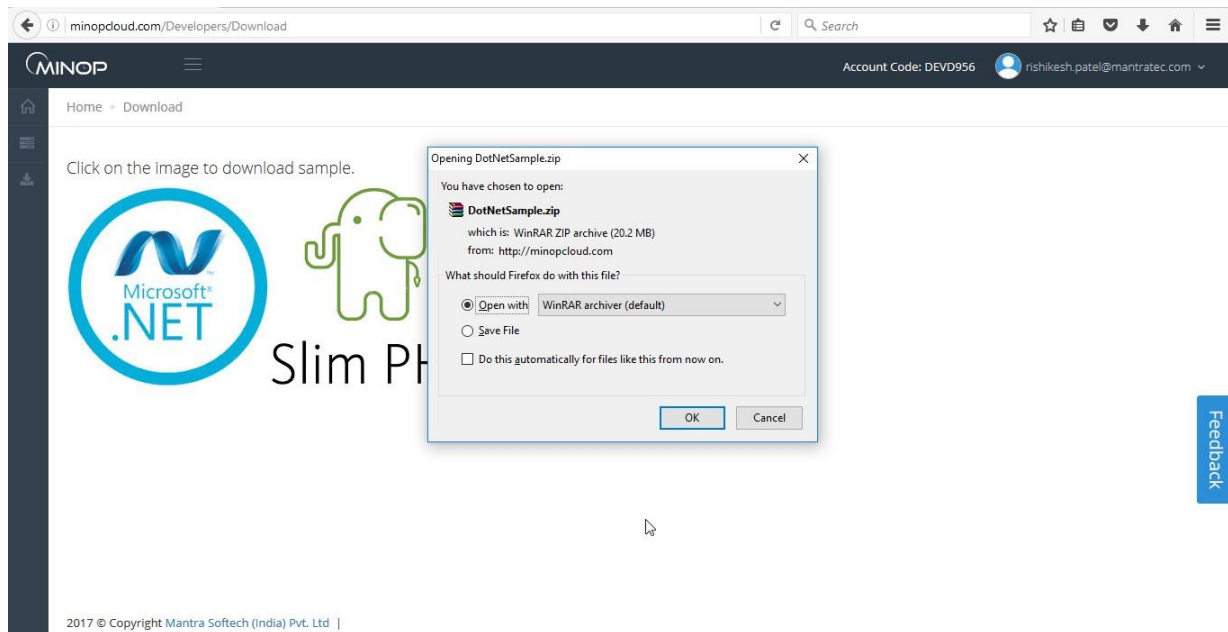 minopcloud.com/Developers/Download
Search
MINOP
Account Code: DEVD956
rishikesh.patel@mantratec.com
Home
Download
Click on the image to download sample.
Microsoft
.NET
Slim PH
Opening DotNetSample.zip
You have chosen to open:
DotNetSample.zip
which is: WinRAR ZIP archive (20.2 MB)
from: http://minopcloud.com
What should Firefox do with this file?
Open with WinRAR archiver (default)
Save File
Do this automatically for files like this from now on.
OK Cancel
Feedback
2017 © Copyright Mantra Softech (India) Pvt. Ltd |